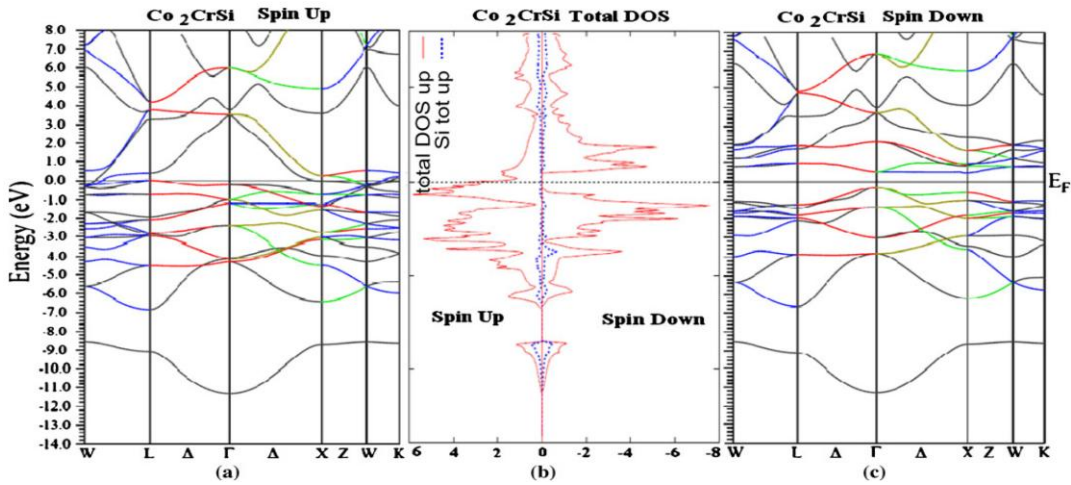 Co 2CrSi Spin Up
8.0
7.0
6.0
5.0
4.0
3.0
2.0
1.0
0.0
-1.0
-2.0
-3.0
-4.0
-5.0
-6.0
-7.0
-8.0
-9.0
-10.0
-11.0
-12.0
-13.0
-14.0
Energy (eV)
W L Λ Γ Δ X Z W K
(a)
Co 2CrSi Total DOS
total DOS up
Si tot up
Spin Up
Spin Down
6 4 2 0 -2 -4 -6 -8
(b)
Co 2CrSi Spin Down
EF
W L Λ Γ Δ X Z W K
(c)